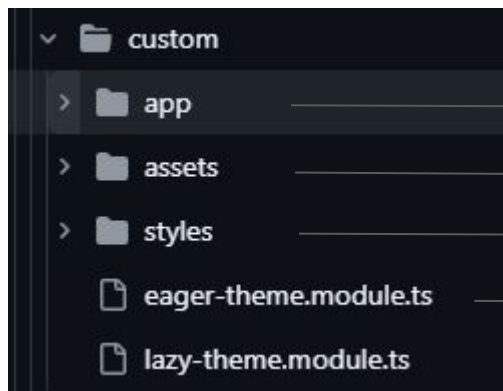 custom
app
assets
styles
eager-theme.module.ts
lazy-theme.module.ts